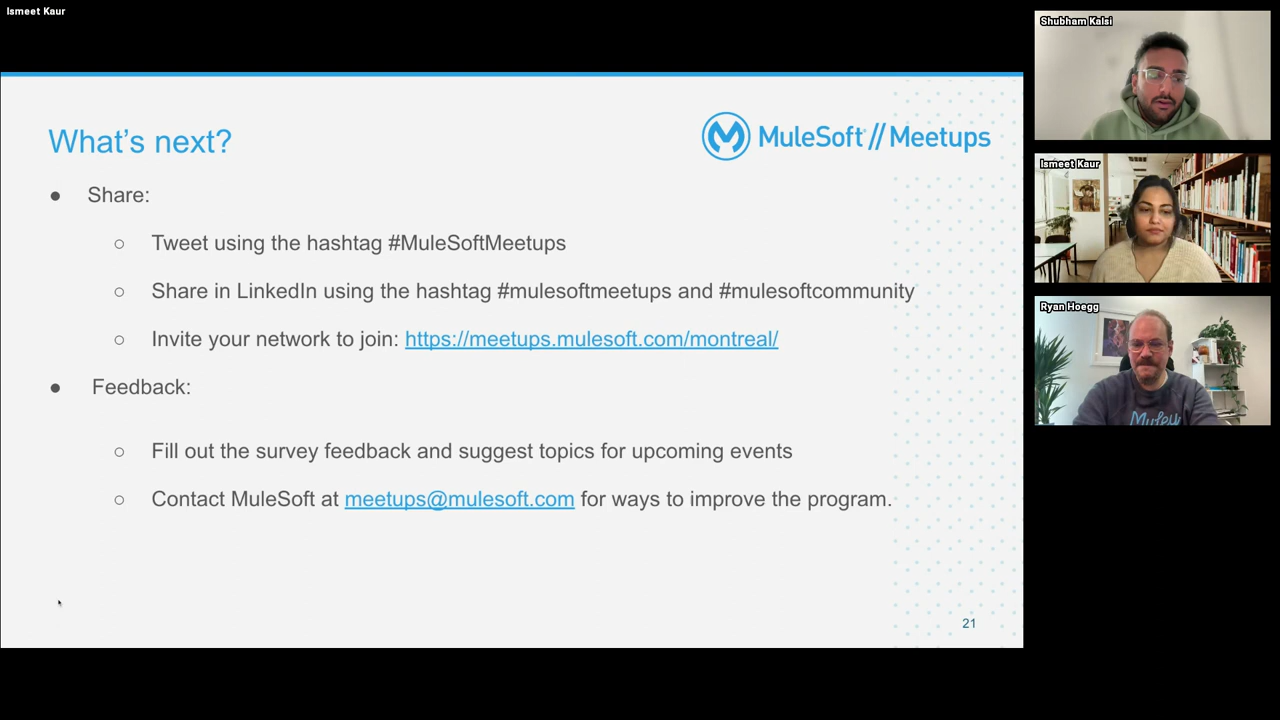 Ismeet Kaur
What's next?
MuleSoft // Meetups
● Share:
○ Tweet using the hashtag #MuleSoftMeetups
○ Share in LinkedIn using the hashtag #mulesoftmeetups and #mulesoftcommunity
○ Invite your network to join: https://meetups.mulesoft.com/montreal/
● Feedback:
○ Fill out the survey feedback and suggest topics for upcoming events
○ Contact MuleSoft at meetups@mulesoft.com for ways to improve the program.
21
Shubham Kalsi
Ismeet Kaur
Ryan Hoegg
Muley